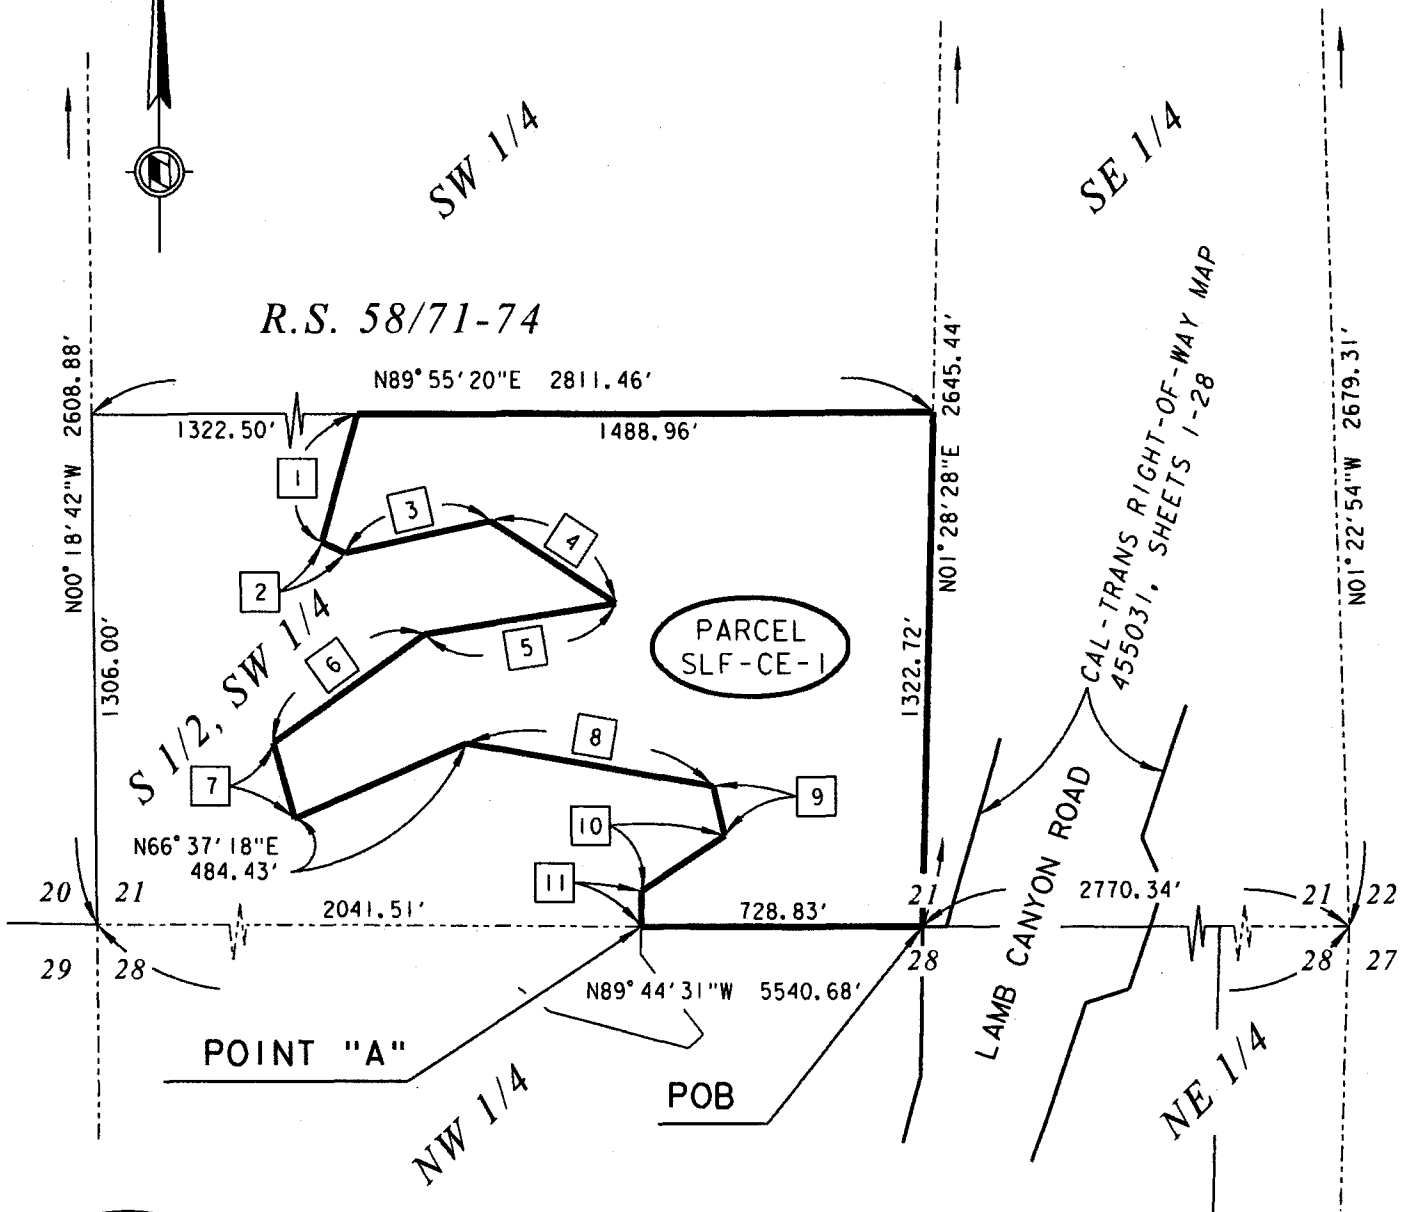 SW 1/4
SE 1/4
R.S. 58/71-74
N89°55'20"E 2811.46'
1322.50'
1488.96'
N00°18'42"W 2608.88'
1306.00'
N01°28'28"E 2645.44'
1322.72'
N01°22'54"W 2679.31'
CAL-TRANS RIGHT-OF-WAY MAP
455031, SHEETS 1-28
1
2
3
4
5
6
7
8
9
10
11
S 1/2, SW 1/4
PARCEL
SLF-CE-1
N66°37'18"E
484.43'
LAMB CANYON ROAD
20 21
29 28
2041.51'
728.83'
21
28
2770.34'
21 22
28 27
N89°44'31"W 5540.68'
POINT "A"
POB
NW 1/4
NE 1/4